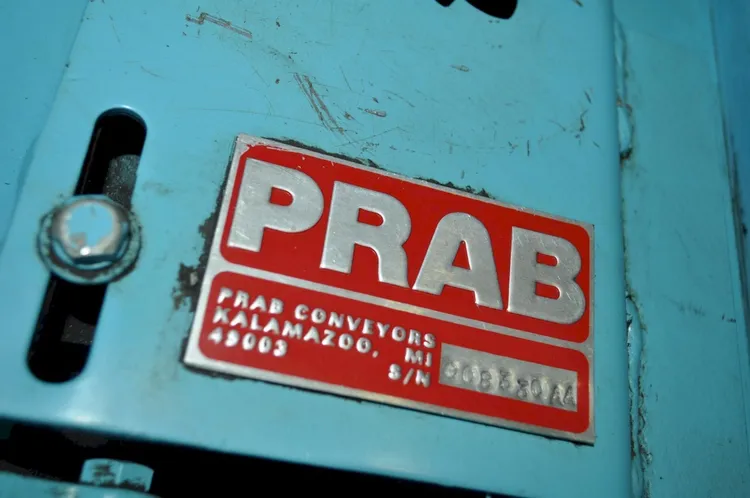 PRAB
PRAB CONVEYORS
KALAMAZOO, MI
49003 S/N